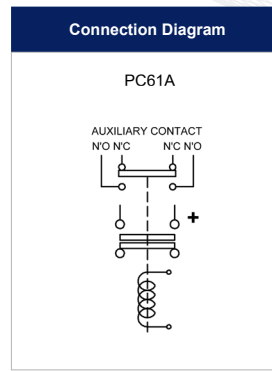 Connection Diagram
PC61A
AUXILIARY CONTACT
N'O N'C N'C N'O
+